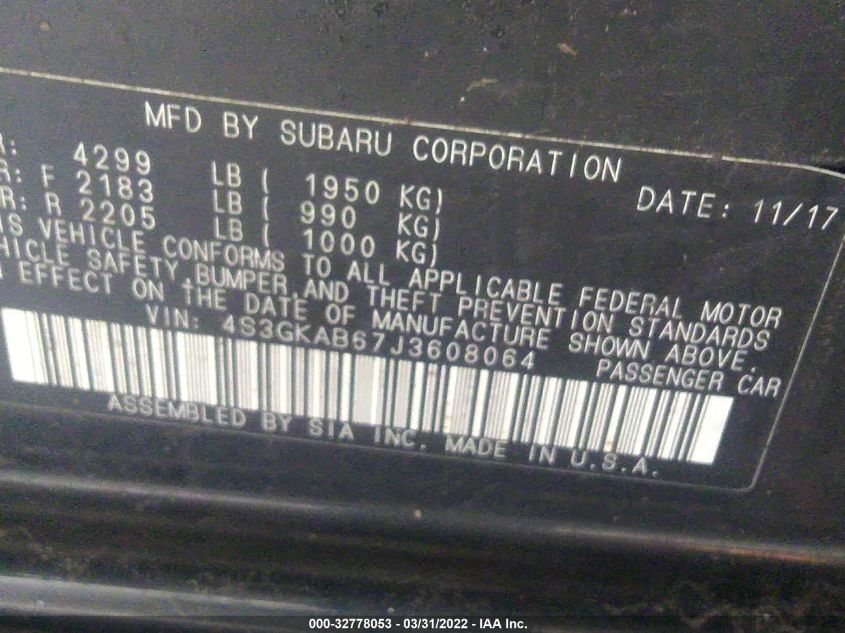 MFD BY SUBARU CORPORATION DATE: 11/17
R: 4299 LB ( 1950 KG)
R: F 2183 LB ( 990 KG)
R: R 2205 LB ( 1000 KG)
IS VEHICLE CONFORMS TO ALL APPLICABLE FEDERAL MOTOR
HICLE SAFETY, BUMPER, AND THEFT PREVENTION STANDARDS
EFFECT ON THE DATE OF MANUFACTURE SHOWN ABOVE.
VIN: 4S3GKAB67J3608064 PASSENGER CAR
ASSEMBLED BY SIA INC. MADE IN U.S.A.
000-32778053 - 03/31/2022 - IAA Inc.